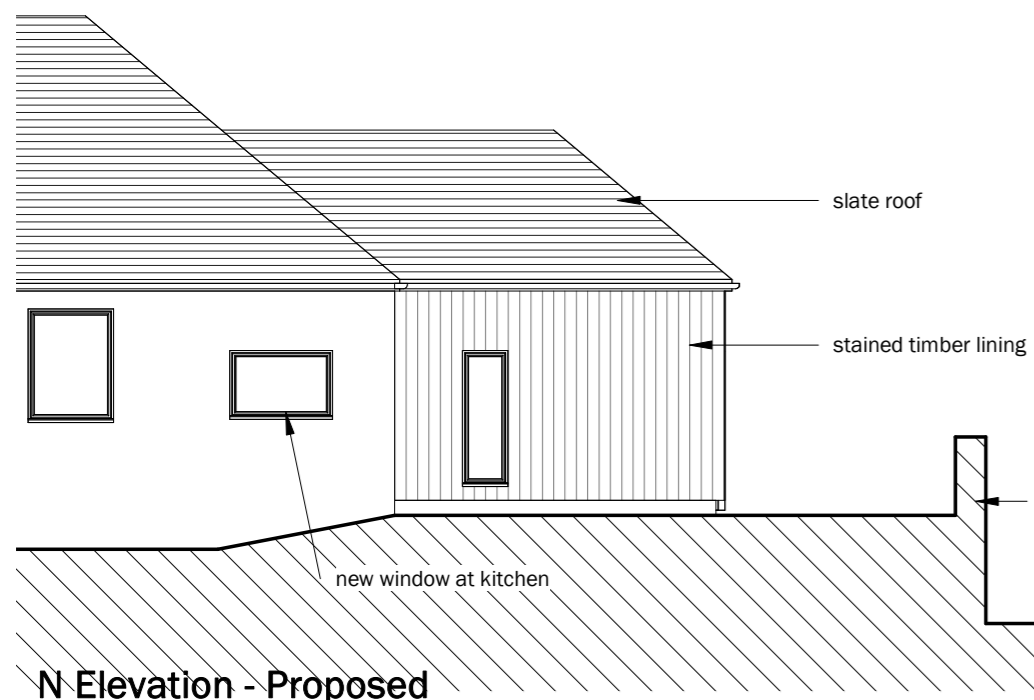 slate roof
stained timber lining
new window at kitchen
N Elevation - Proposed